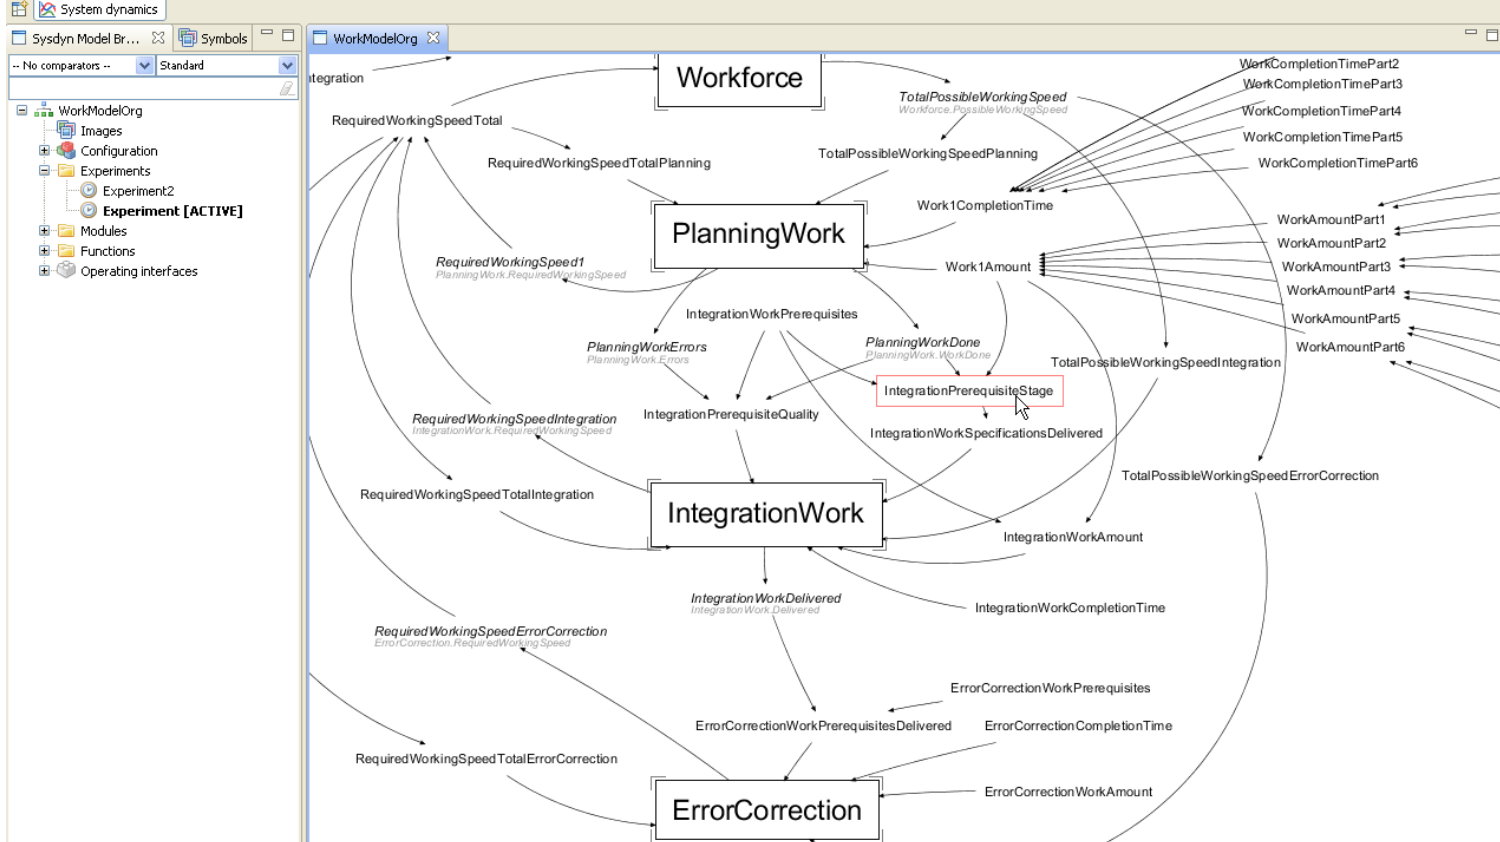 System dynamics
Sysdyn Model Br...
Symbols
-- No comparators --
Standard
WorkModelOrg
Images
Configuration
Experiments
Experiment2
Experiment [ACTIVE]
Modules
Functions
Operating interfaces
WorkModelOrg
ntegration
Workforce
WorkCompletionTimePart2
WorkCompletionTimePart3
TotalPossibleWorkingSpeed
Workforce.PossibleWorkingSpeed
WorkCompletionTimePart4
RequiredWorkingSpeedTotal
WorkCompletionTimePart5
TotalPossibleWorkingSpeedPlanning
RequiredWorkingSpeedTotalPlanning
WorkCompletionTimePart6
Work1CompletionTime
WorkAmountPart1
PlanningWork
WorkAmountPart2
RequiredWorkingSpeed1
PlanningWork.RequiredWorkingSpeed
Work1Amount
WorkAmountPart3
WorkAmountPart4
IntegrationWorkPrerequisites
WorkAmountPart5
PlanningWorkErrors
PlanningWork.Errors
PlanningWorkDone
PlanningWork.WorkDone
WorkAmountPart6
TotalPossibleWorkingSpeedIntegration
IntegrationPrerequisiteStage
IntegrationPrerequisiteQuality
RequiredWorkingSpeedIntegration
IntegrationWork.RequiredWorkingSpeed
IntegrationWorkSpecificationsDelivered
TotalPossibleWorkingSpeedErrorCorrection
RequiredWorkingSpeedTotalIntegration
IntegrationWork
IntegrationWorkAmount
IntegrationWorkDelivered
IntegrationWork.Delivered
IntegrationWorkCompletionTime
RequiredWorkingSpeedErrorCorrection
ErrorCorrection.RequiredWorkingSpeed
ErrorCorrectionWorkPrerequisites
ErrorCorrectionWorkPrerequisitesDelivered
ErrorCorrectionCompletionTime
RequiredWorkingSpeedTotalErrorCorrection
ErrorCorrectionWorkAmount
ErrorCorrection